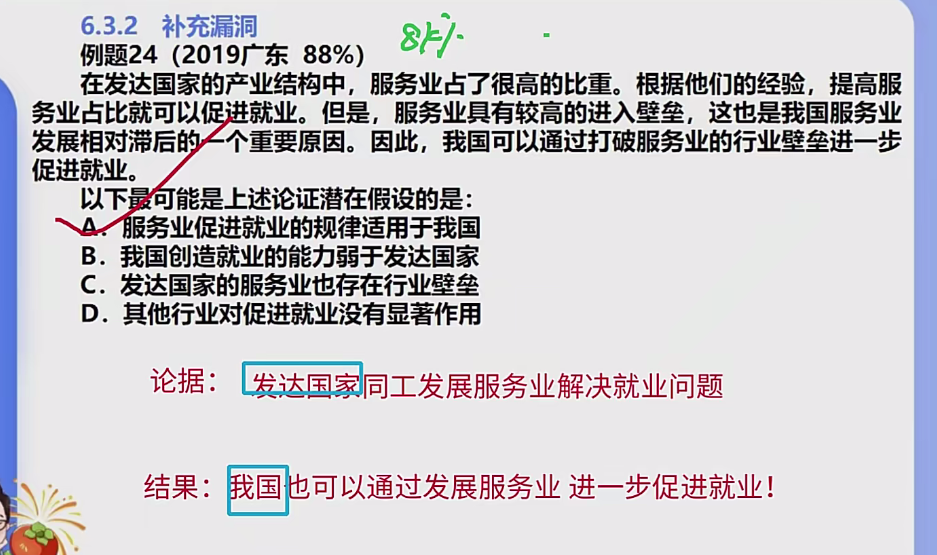 6.3.2 补充漏洞
例题24（2019广东 88%）
在发达国家的产业结构中，服务业占了很高的比重。根据他们的经验，提高服
务业占比就可以促进就业。但是，服务业具有较高的进入壁垒，这也是我国服务业
发展相对滞后的一个重要原因。因此，我国可以通过打破服务业的行业壁垒进一步
促进就业。
以下最可能是上述论证潜在假设的是：
A．服务业促进就业的规律适用于我国
B．我国创造就业的能力弱于发达国家
C．发达国家的服务业也存在行业壁垒
D．其他行业对促进就业没有显著作用
论据： 发达国家同工发展服务业解决就业问题
结果：我国也可以通过发展服务业 进一步促进就业！